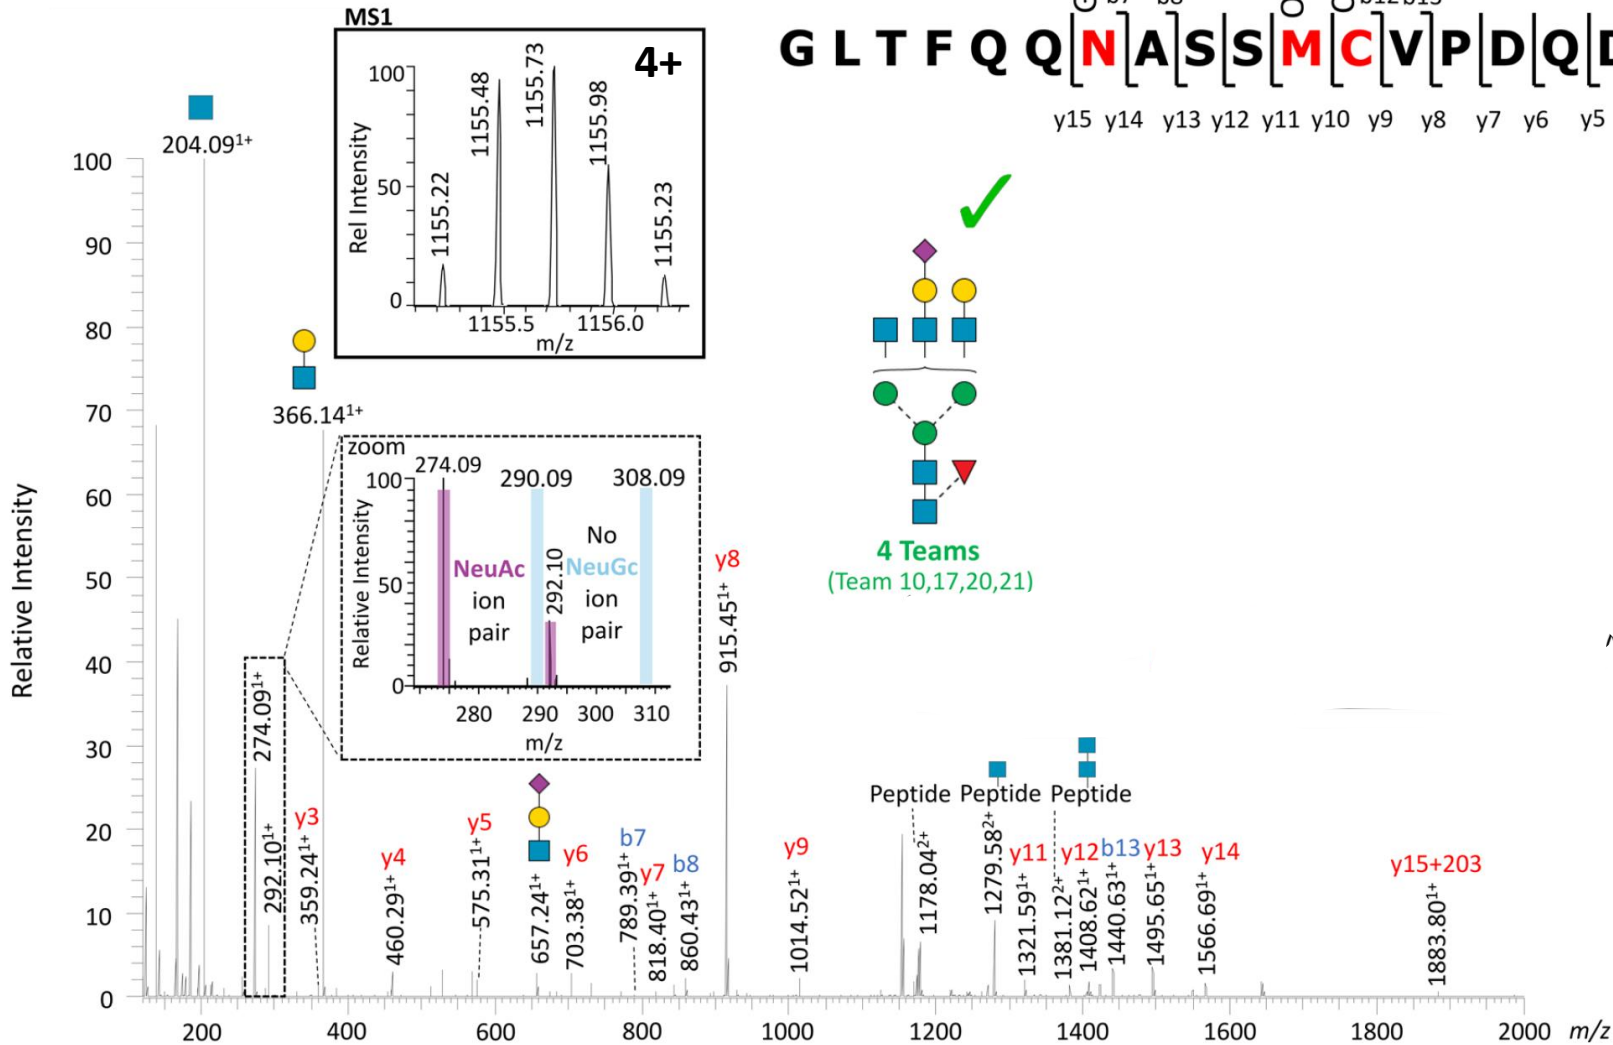 MS1
4+
Rel Intensity
100
50
0
1155.22
1155.48
1155.73
1155.98
1155.23
1155.5
1156.0
m/z
b12b13
G L T F Q Q N A S S M C V P D Q
y15 y14 y13 y12 y11 y10 y9 y8 y7 y6 y5
204.09¹⁺
366.14¹⁺
zoom
Relative Intensity
100
50
0
274.09
290.09
308.09
292.10
NeuAc
ion
pair
No
NeuGc
ion
pair
280
290
300
310
m/z
4 Teams
(Team 10,17,20,21)
Relative Intensity
100
90
80
70
60
50
40
30
20
10
0
274.09¹⁺
292.10¹⁺
y3
359.24¹⁺
y4
460.29¹⁺
y5
575.31¹⁺
657.24¹⁺
y6
703.38¹⁺
b7
789.39¹⁺
y7
818.40¹⁺
b8
860.43¹⁺
y8
915.45¹⁺
y9
1014.52¹⁺
Peptide
1178.04²⁺
Peptide
1279.58²⁺
y11
1321.59¹⁺
Peptide
1381.12²⁺
y12
1408.62¹⁺
b13
1440.63¹⁺
y13
1495.65¹⁺
y14
1566.69¹⁺
y15+203
1883.80¹⁺
200
400
600
800
1000
1200
1400
1600
1800
2000
m/z